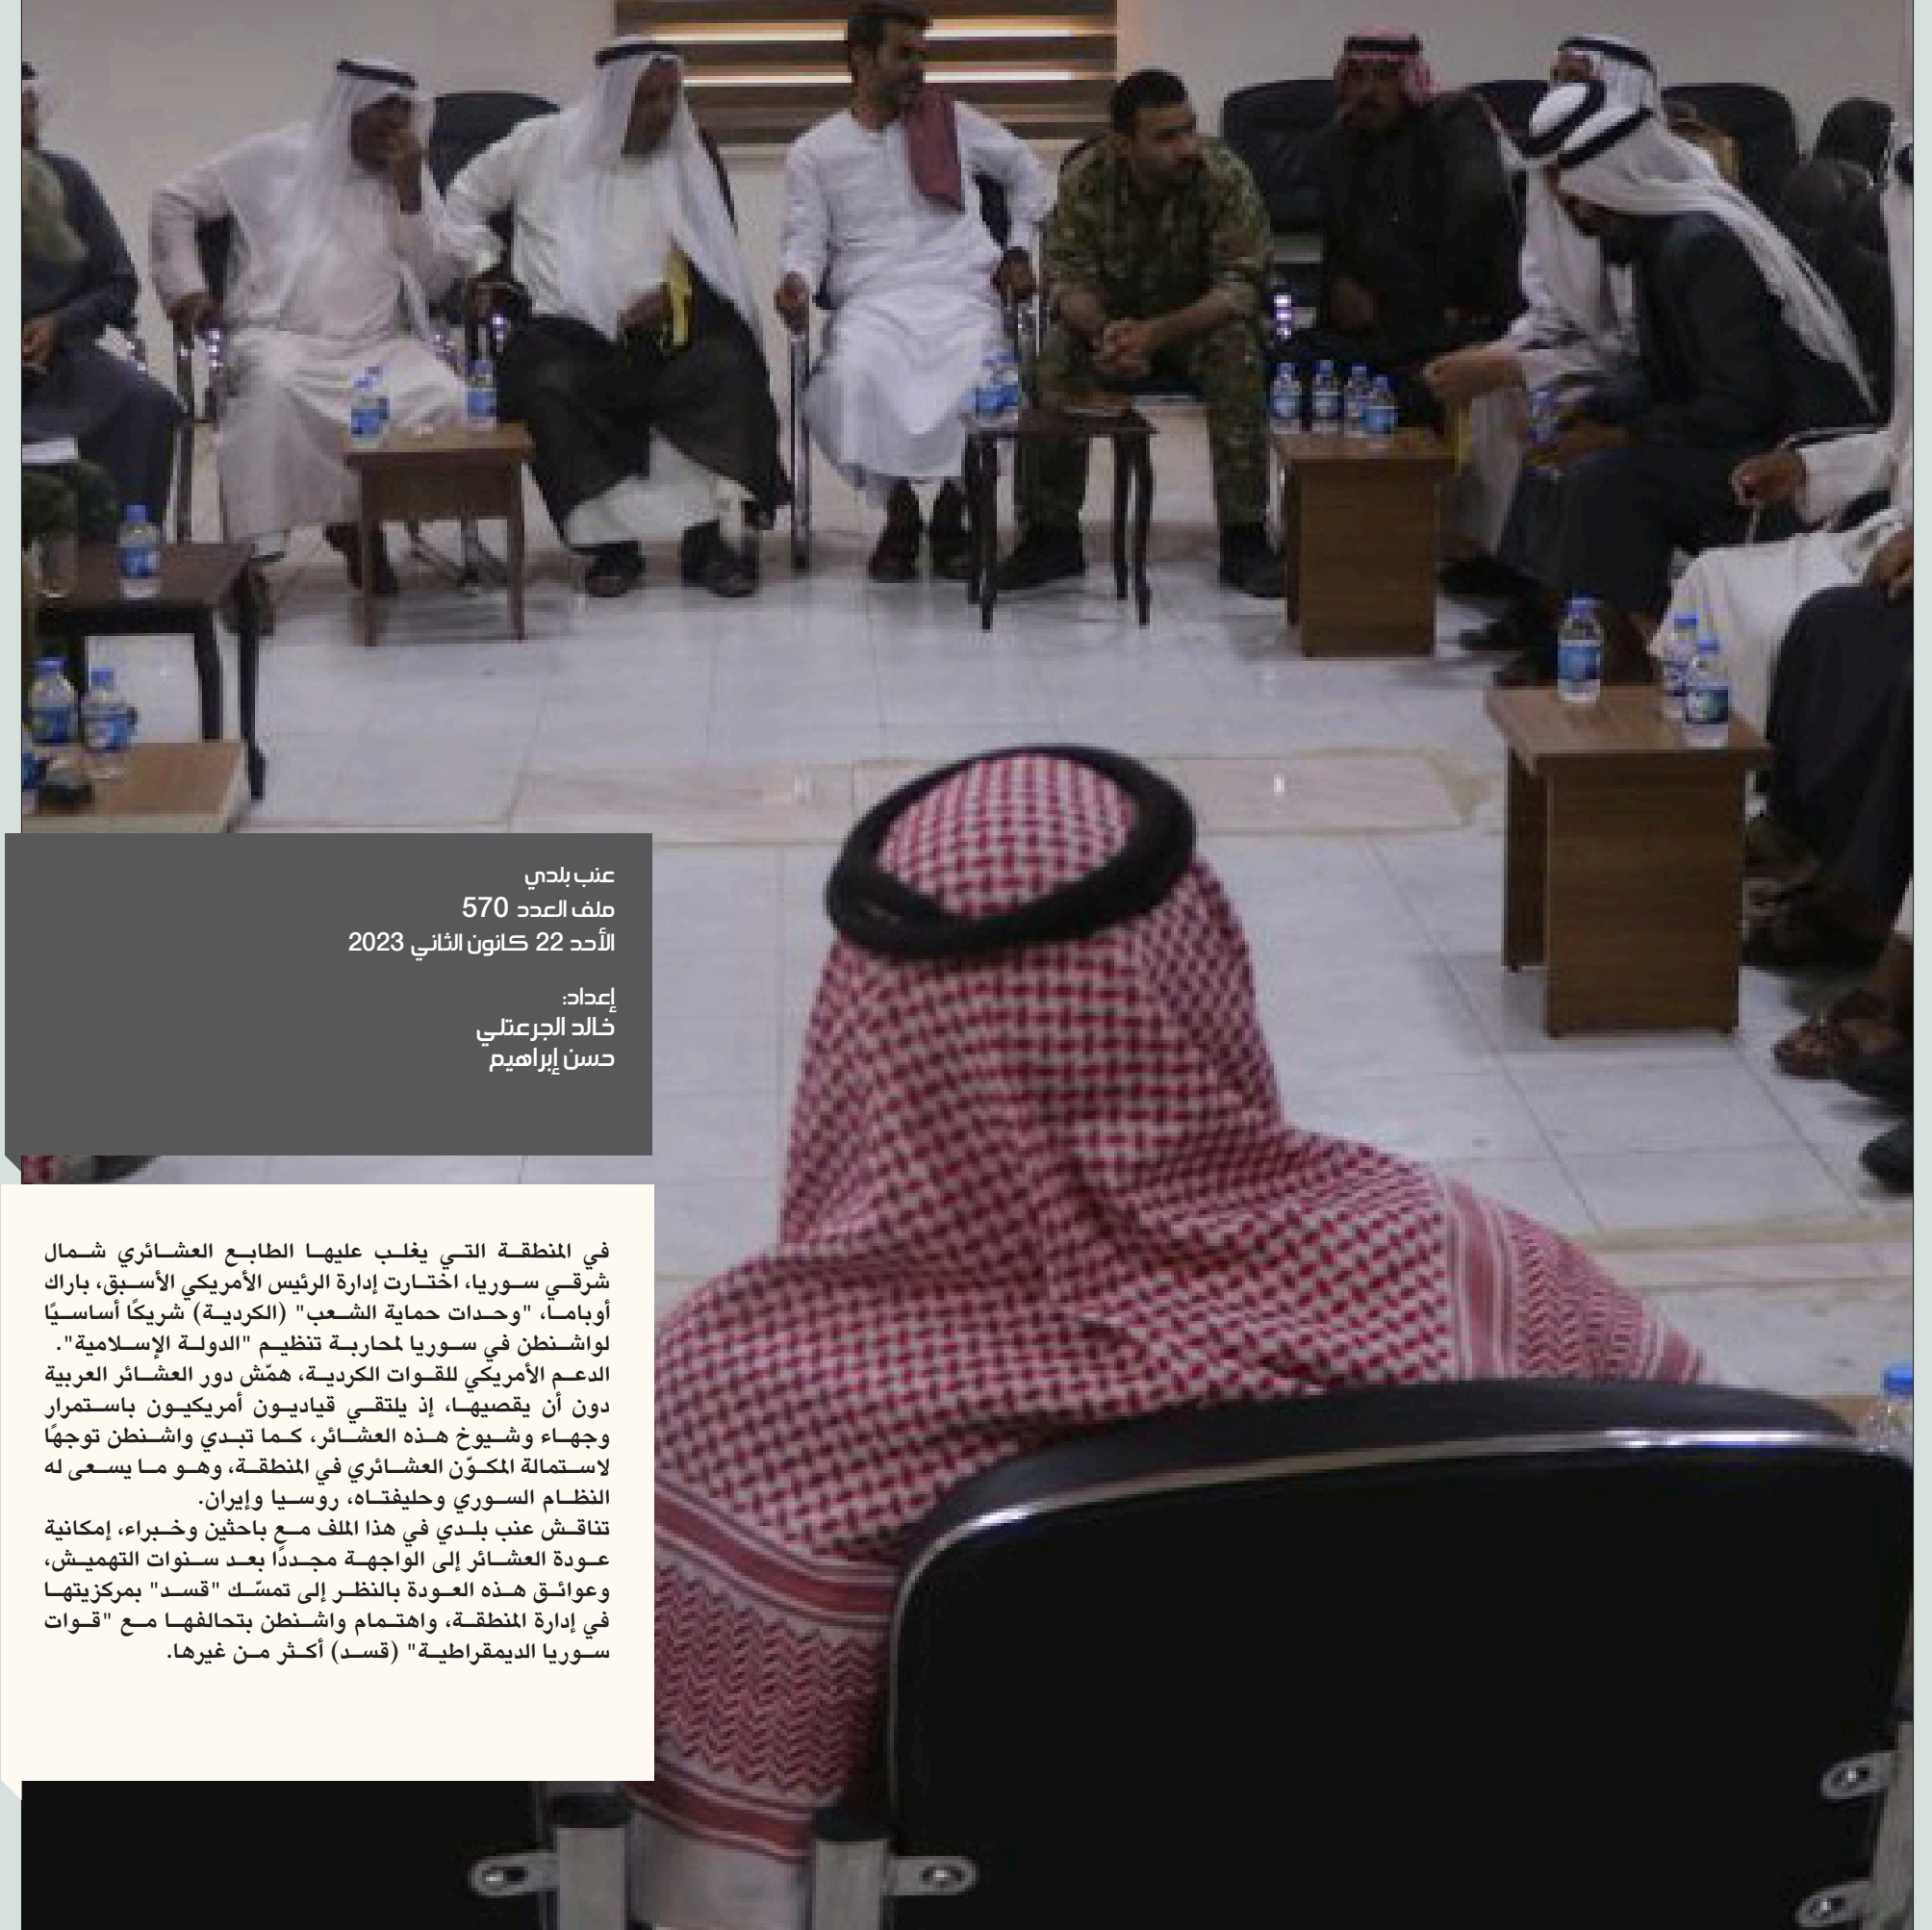 عنب بلدي
ملف العدد 570
الأحد 22 كانون الثاني 2023
إعداد:
خالد الجرعتلي
حسن إبراهيم
في المنطقة التي يغلب عليها الطابع العشائري شمال
شرقي سوريا، اختارت إدارة الرئيس الأمريكي الأسبق، باراك
أوباما، "وحدات حماية الشعب" (الكردية) شريكًا أساسيًا
لواشنطن في سوريا لمحاربة تنظيم "الدولة الإسلامية".
الدعم الأمريكي للقوات الكردية، همّش دور العشائر العربية
دون أن يقصيها، إذ يلتقي قياديون أمريكيون باستمرار
وجهاء وشيوخ هذه العشائر، كما تبدي واشنطن توجهًا
لاستمالة المكوّن العشائري في المنطقة، وهو ما يسعى له
النظام السوري وحليفتاه، روسيا وإيران.
تناقش عنب بلدي في هذا الملف مع باحثين وخبراء، إمكانية
عودة العشائر إلى الواجهة مجددًا بعد سنوات التهميش،
وعوائق هذه العودة بالنظر إلى تمسّك "قسد" بمركزيتها
في إدارة المنطقة، واهتمام واشنطن بتحالفها مع "قوات
سوريا الديمقراطية" (قسد) أكثر من غيرها.